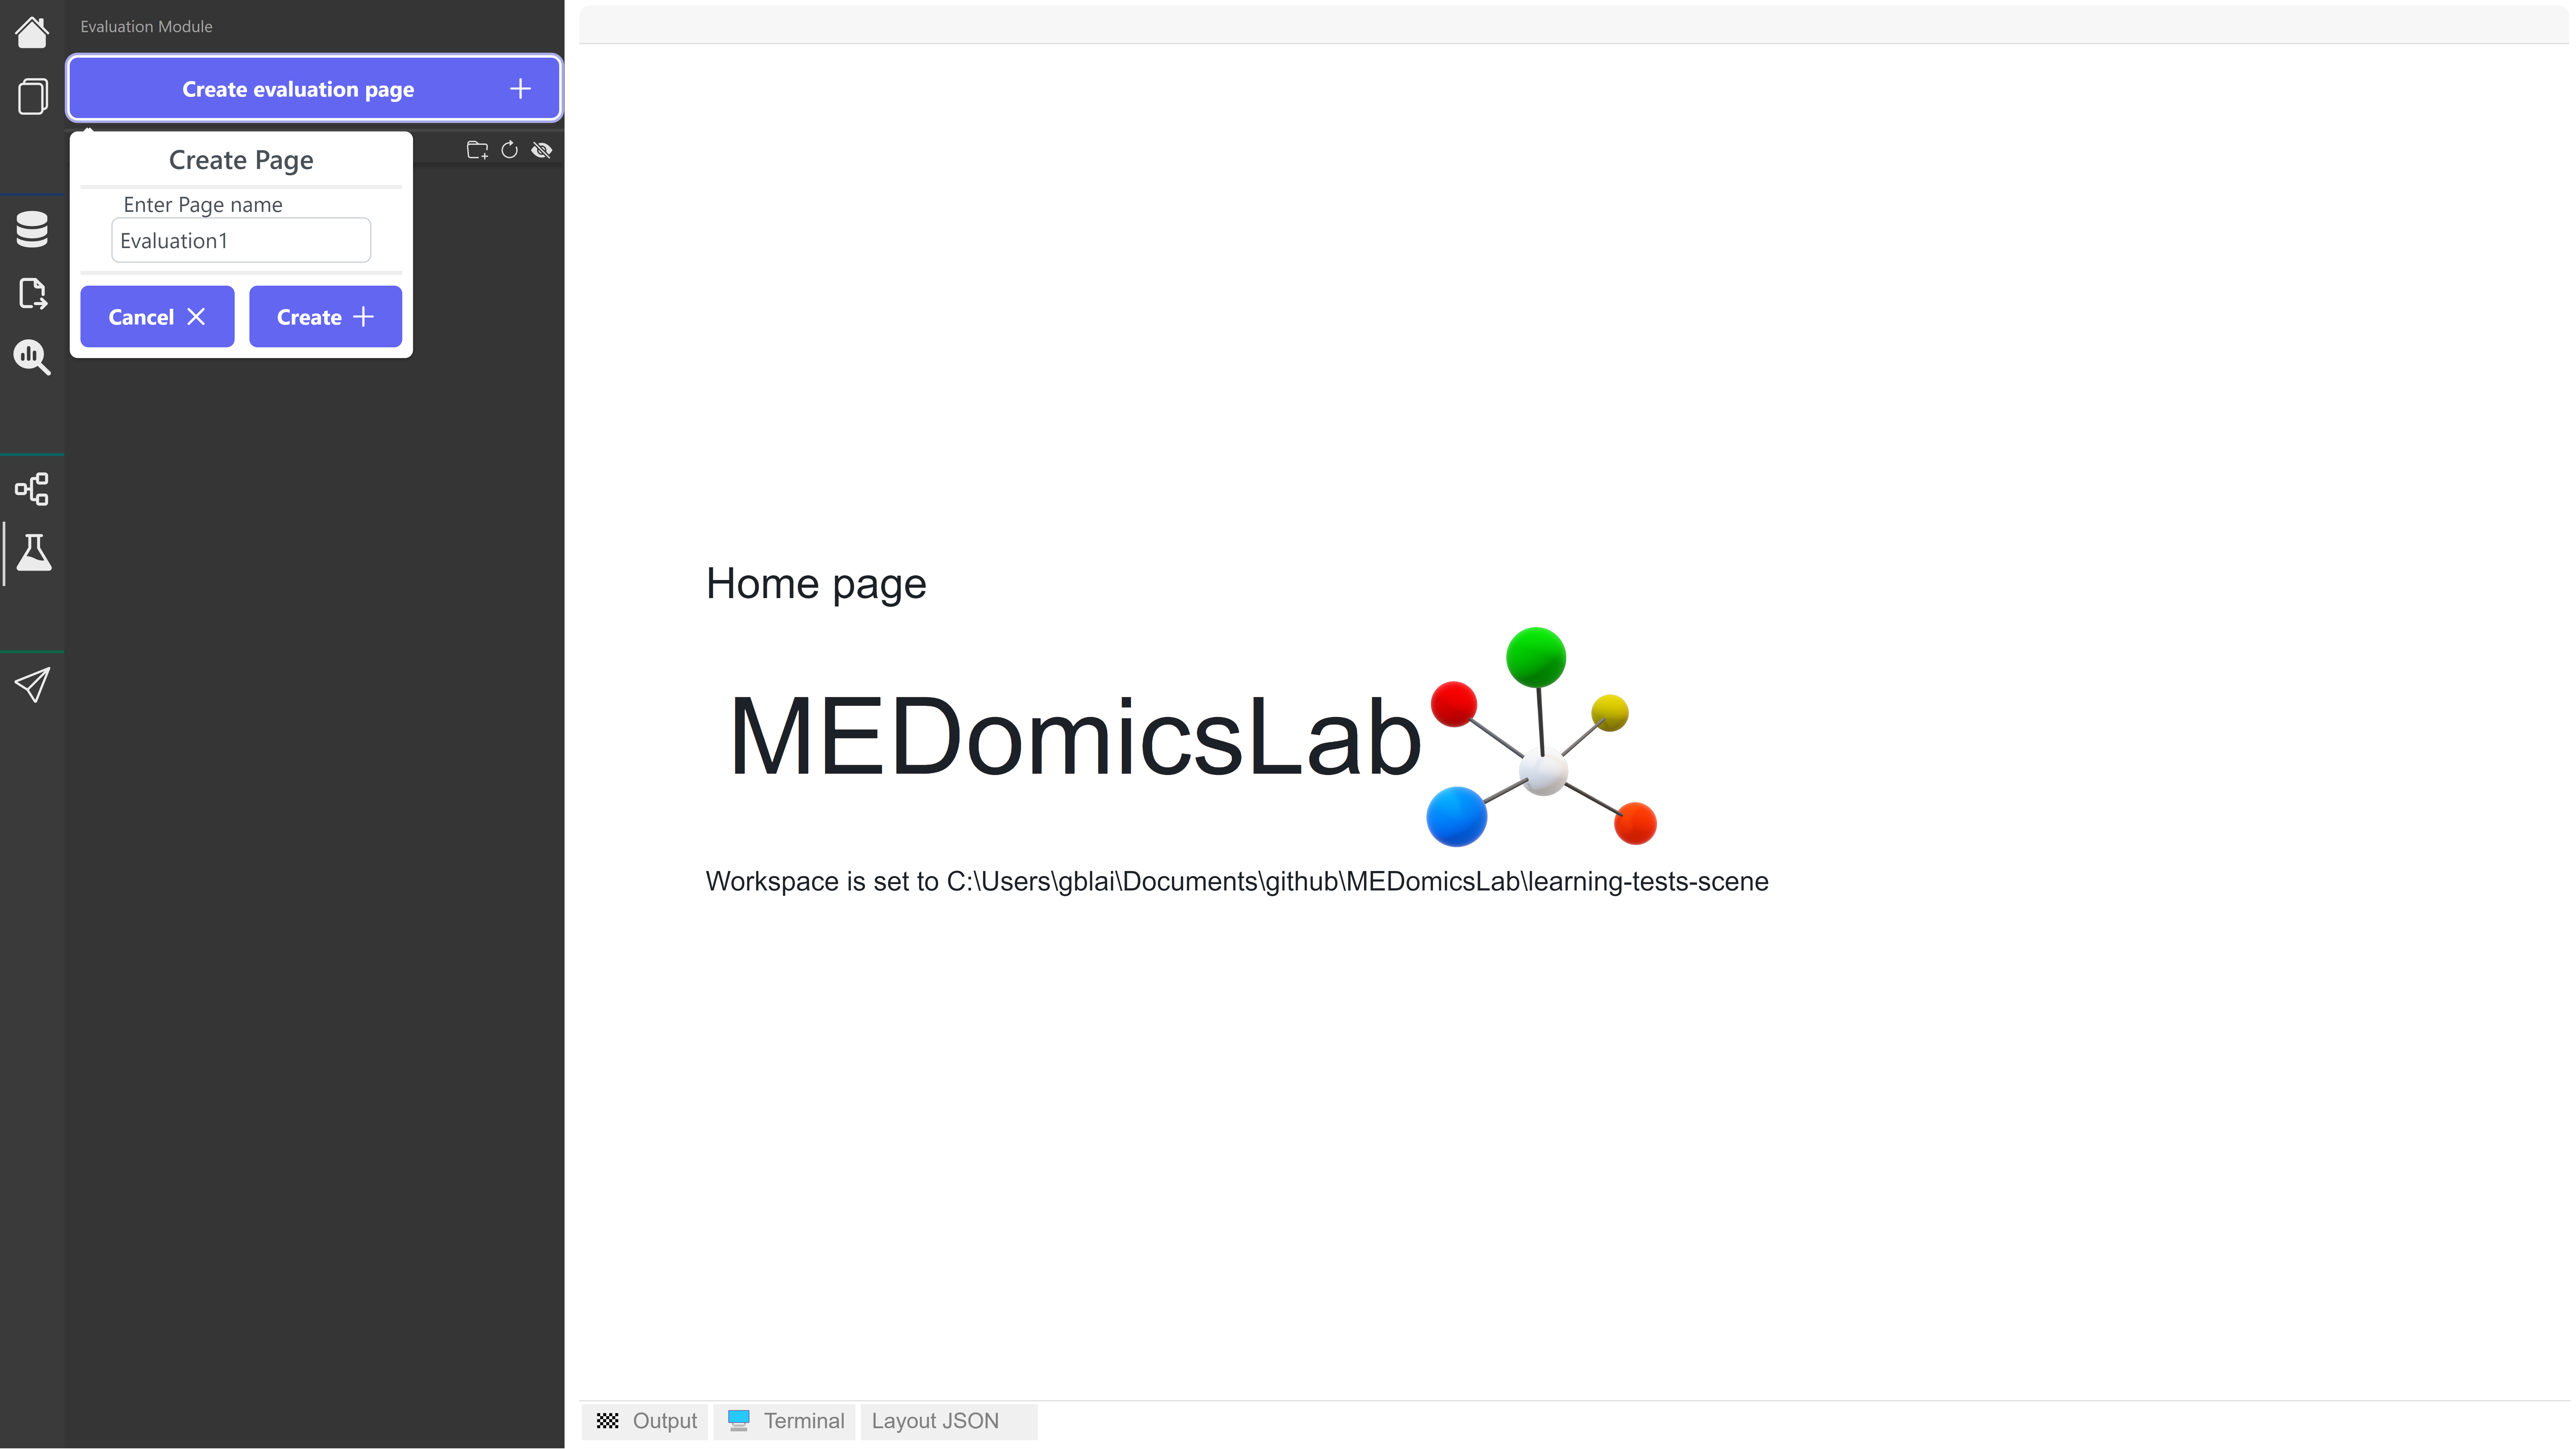 Evaluation Module
Create evaluation page
Create Page
Enter Page name
Evaluation1
Cancel
Create
Home page
MEDomicsLab
Workspace is set to C:\Users\gblai\Documents\github\MEDomicsLab\learning-tests-scene
Output
Terminal
Layout JSON